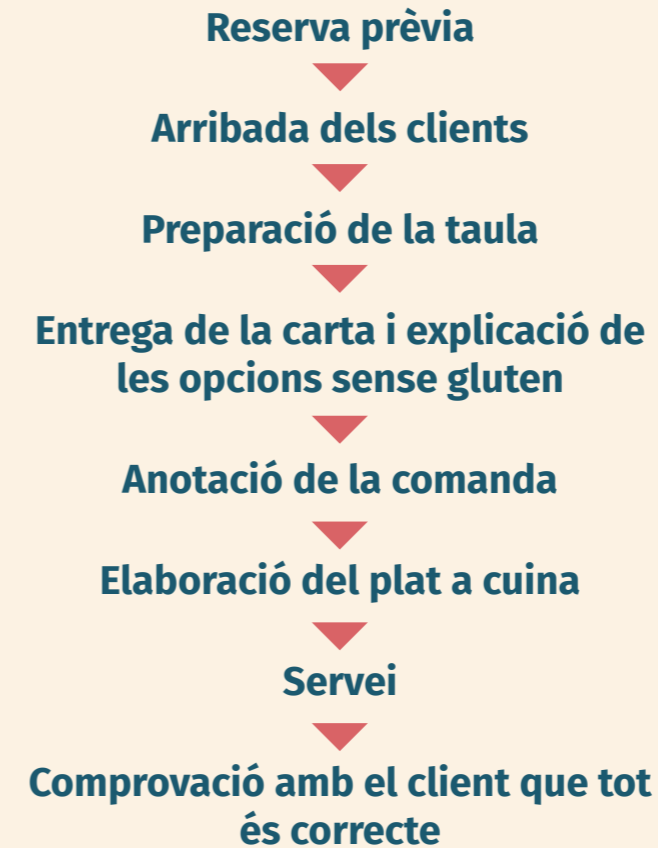 Reserva prèvia
Arribada dels clients
Preparació de la taula
Entrega de la carta i explicació de
les opcions sense gluten
Anotació de la comanda
Elaboració del plat a cuina
Servei
Comprovació amb el client que tot
és correcte